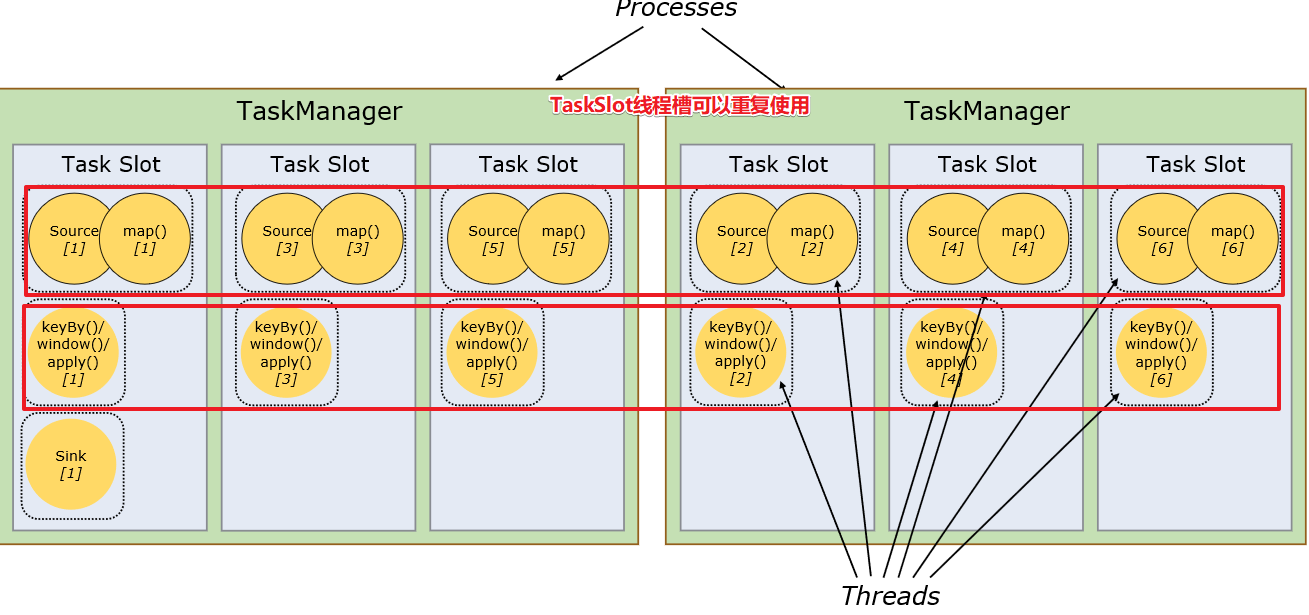 Processes
TaskSlot线程槽可以重复使用
TaskManager
Task Slot
Task Slot
Task Slot
Source
[1]
map()
[1]
Source
[3]
map()
[3]
Source
[5]
map()
[5]
keyBy()/
window()/
apply()
[1]
keyBy()/
window()/
apply()
[3]
keyBy()/
window()/
apply()
[5]
Sink
[1]
TaskManager
Task Slot
Task Slot
Task Slot
Source
[2]
map()
[2]
Source
[4]
map()
[4]
Source
[6]
map()
[6]
keyBy()/
window()/
apply()
[2]
keyBy()/
window()/
apply()
[4]
keyBy()/
window()/
apply()
[6]
Threads